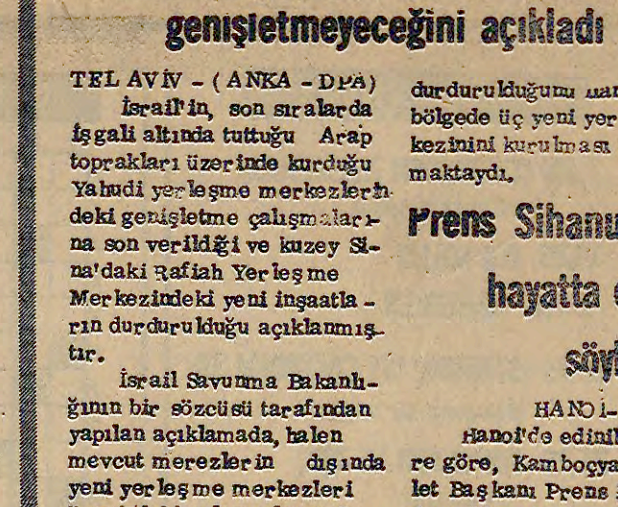 genişletmeyeceğini açıkladı
TEL AVİV - (ANKA - DPA)
İsrail'in, son sıralarda
işgali altında tuttuğu Arap
toprakları üzerinde kurduğu
Yahudi yerleşme merkezlerin-
deki genişletme çalışmaları-
na son verildiği ve kuzey Si-
na'daki Rafiah Yerleşme
Merkezindeki yeni inşaatla-
rın durdurulduğu açıklanmış-
tır.
İsrail Savunma Bakanlı-
ğının bir sözcüsü tarafından
yapılan açıklamada, halen
mevcut merezlerin dışında
yeni yerleşme merkezleri
durdurulduğunu
bölgede üç yeni yer
kezinini kurulması
maktaydı.
Prens Sihanu
hayatta
söyl
HANOİ-
Hanoi'de edinil
re göre, Kamboçya
let Başkanı Prens